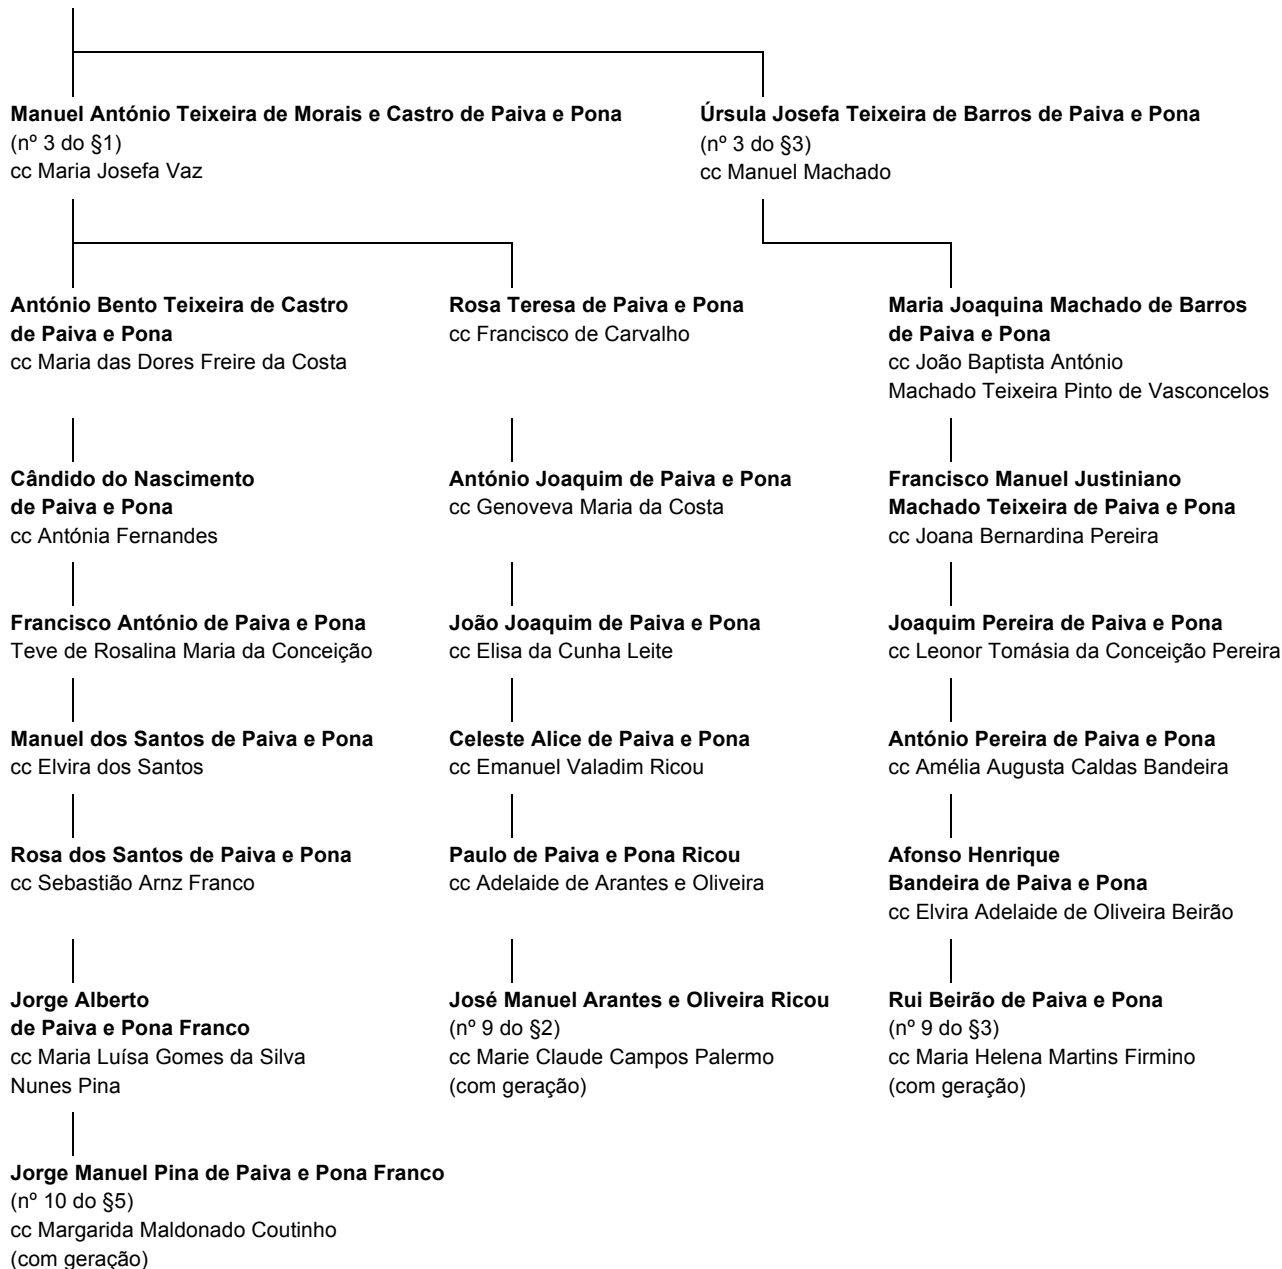 Manuel António Teixeira de Morais e Castro de Paiva e Pona
(nº 3 do §1)
cc Maria Josefa Vaz
Úrsula Josefa Teixeira de Barros de Paiva e Pona
(nº 3 do §3)
cc Manuel Machado
António Bento Teixeira de Castro
de Paiva e Pona
cc Maria das Dores Freire da Costa
Rosa Teresa de Paiva e Pona
cc Francisco de Carvalho
Maria Joaquina Machado de Barros
de Paiva e Pona
cc João Baptista António
Machado Teixeira Pinto de Vasconcelos
Cândido do Nascimento
de Paiva e Pona
cc Antónia Fernandes
António Joaquim de Paiva e Pona
cc Genoveva Maria da Costa
Francisco Manuel Justiniano
Machado Teixeira de Paiva e Pona
cc Joana Bernardina Pereira
Francisco António de Paiva e Pona
Teve de Rosalina Maria da Conceição
João Joaquim de Paiva e Pona
cc Elisa da Cunha Leite
Joaquim Pereira de Paiva e Pona
cc Leonor Tomásia da Conceição Pereira
Manuel dos Santos de Paiva e Pona
cc Elvira dos Santos
Celeste Alice de Paiva e Pona
cc Emanuel Valadim Ricou
António Pereira de Paiva e Pona
cc Amélia Augusta Caldas Bandeira
Rosa dos Santos de Paiva e Pona
cc Sebastião Arnz Franco
Paulo de Paiva e Pona Ricou
cc Adelaide de Arantes e Oliveira
Afonso Henrique
Bandeira de Paiva e Pona
cc Elvira Adelaide de Oliveira Beirão
Jorge Alberto
de Paiva e Pona Franco
cc Maria Luísa Gomes da Silva
Nunes Pina
José Manuel Arantes e Oliveira Ricou
(nº 9 do §2)
cc Marie Claude Campos Palermo
(com geração)
Rui Beirão de Paiva e Pona
(nº 9 do §3)
cc Maria Helena Martins Firmino
(com geração)
Jorge Manuel Pina de Paiva e Pona Franco
(nº 10 do §5)
cc Margarida Maldonado Coutinho
(com geração)